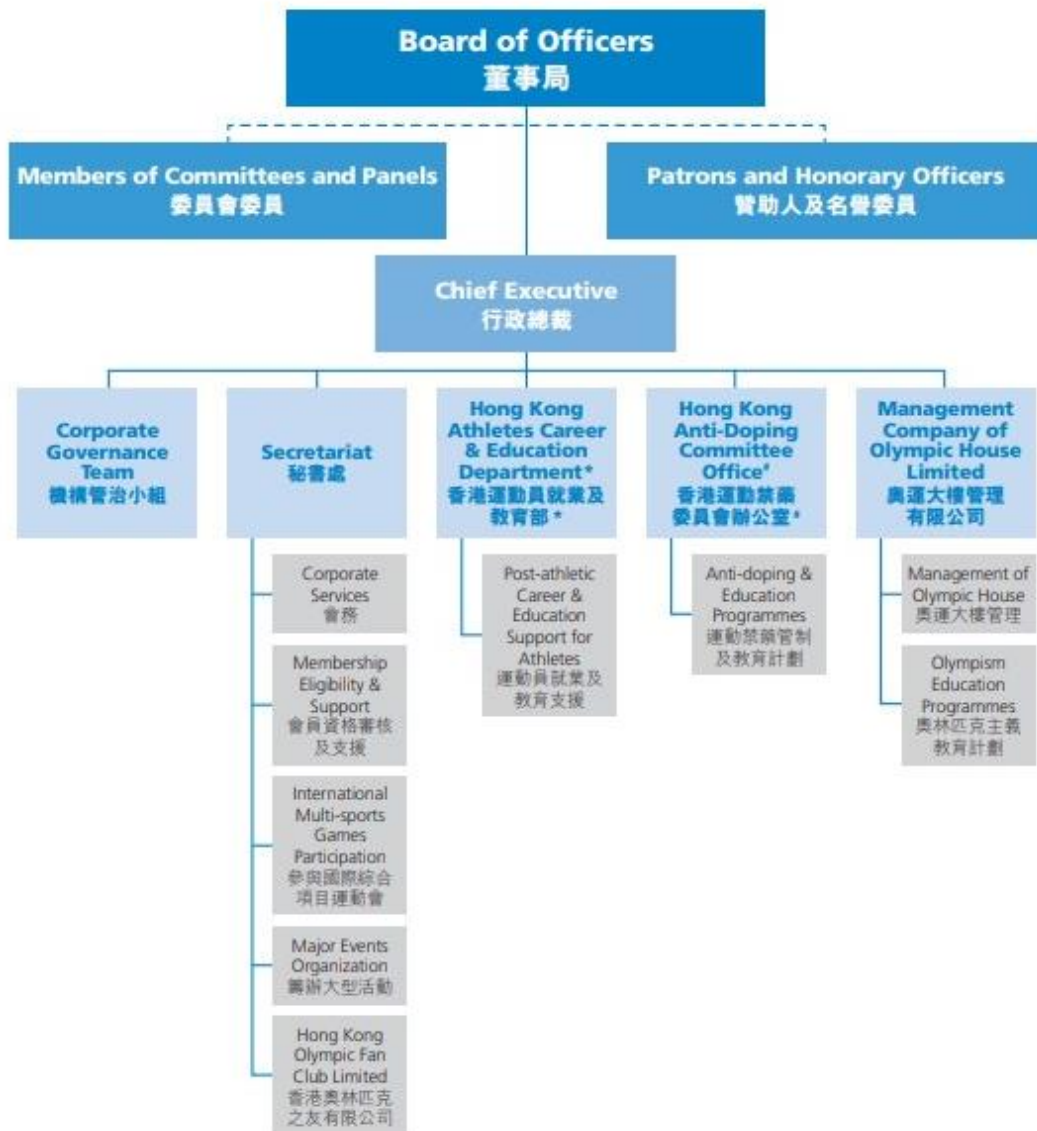 Board of Officers
董事局
Members of Committees and Panels
委員會委員
Patrons and Honorary Officers
贊助人及名譽委員
Chief Executive
行政總裁
Corporate
Governance
Team
機構管治小組
Secretariat
秘書處
Hong Kong
Athletes Career
& Education
Department*
香港運動員就業及
教育部*
Hong Kong
Anti-Doping
Committee
Office#
香港運動禁藥
委員會辦公室#
Management
Company of
Olympic House
Limited
奧運大樓管理
有限公司
Corporate
Services
會務
Membership
Eligibility &
Support
會員資格審核
及支援
International
Multi-sports
Games
Participation
參與國際綜合
項目運動會
Major Events
Organization
籌辦大型活動
Hong Kong
Olympic Fan
Club Limited
香港奧林匹克
之友有限公司
Post-athletic
Career &
Education
Support for
Athletes
運動員就業及
教育支援
Anti-doping &
Education
Programmes
運動禁藥管制
及教育計劃
Management of
Olympic House
奧運大樓管理
Olympism
Education
Programmes
奧林匹克主義
教育計劃